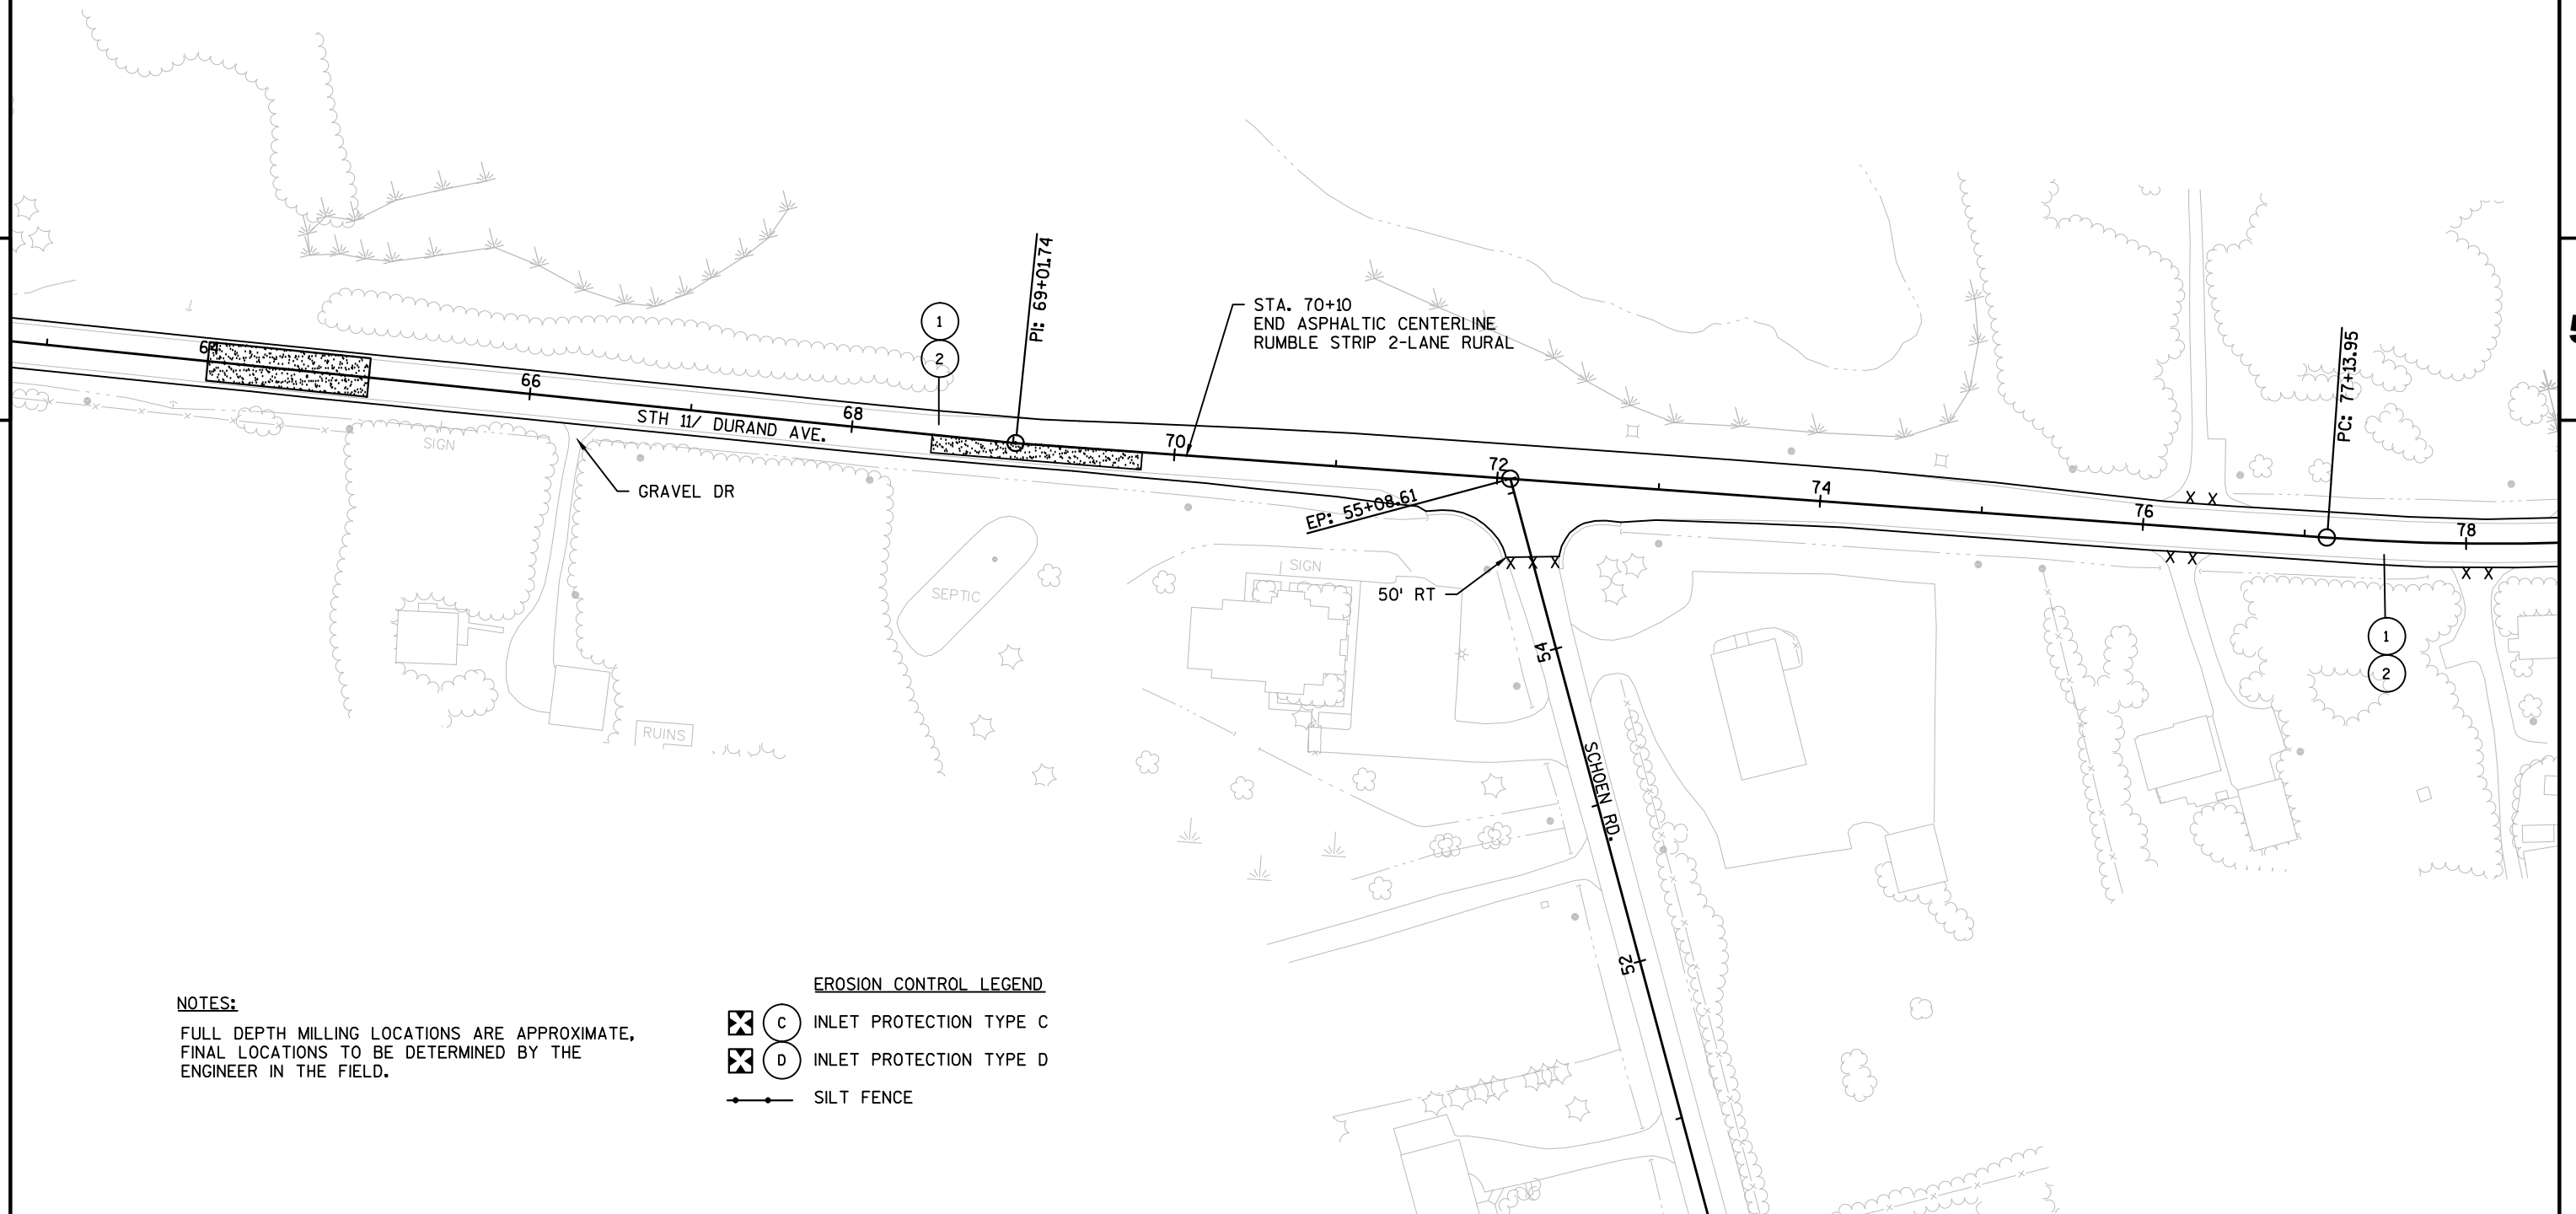 PI: 69+01.74
1
2
STA. 70+10
END ASPHALTIC CENTERLINE
RUMBLE STRIP 2-LANE RURAL
PC: 77+13.95
64
66
68
70
72
74
76
78
STH 11/ DURAND AVE.
SIGN
GRAVEL DR
EP: 55+08.61
SIGN
50' RT
SEPTIC
54
1
2
RUINS
SCHOEN RD.
52
EROSION CONTROL LEGEND
NOTES:
FULL DEPTH MILLING LOCATIONS ARE APPROXIMATE,
FINAL LOCATIONS TO BE DETERMINED BY THE
ENGINEER IN THE FIELD.
C INLET PROTECTION TYPE C
D INLET PROTECTION TYPE D
SILT FENCE